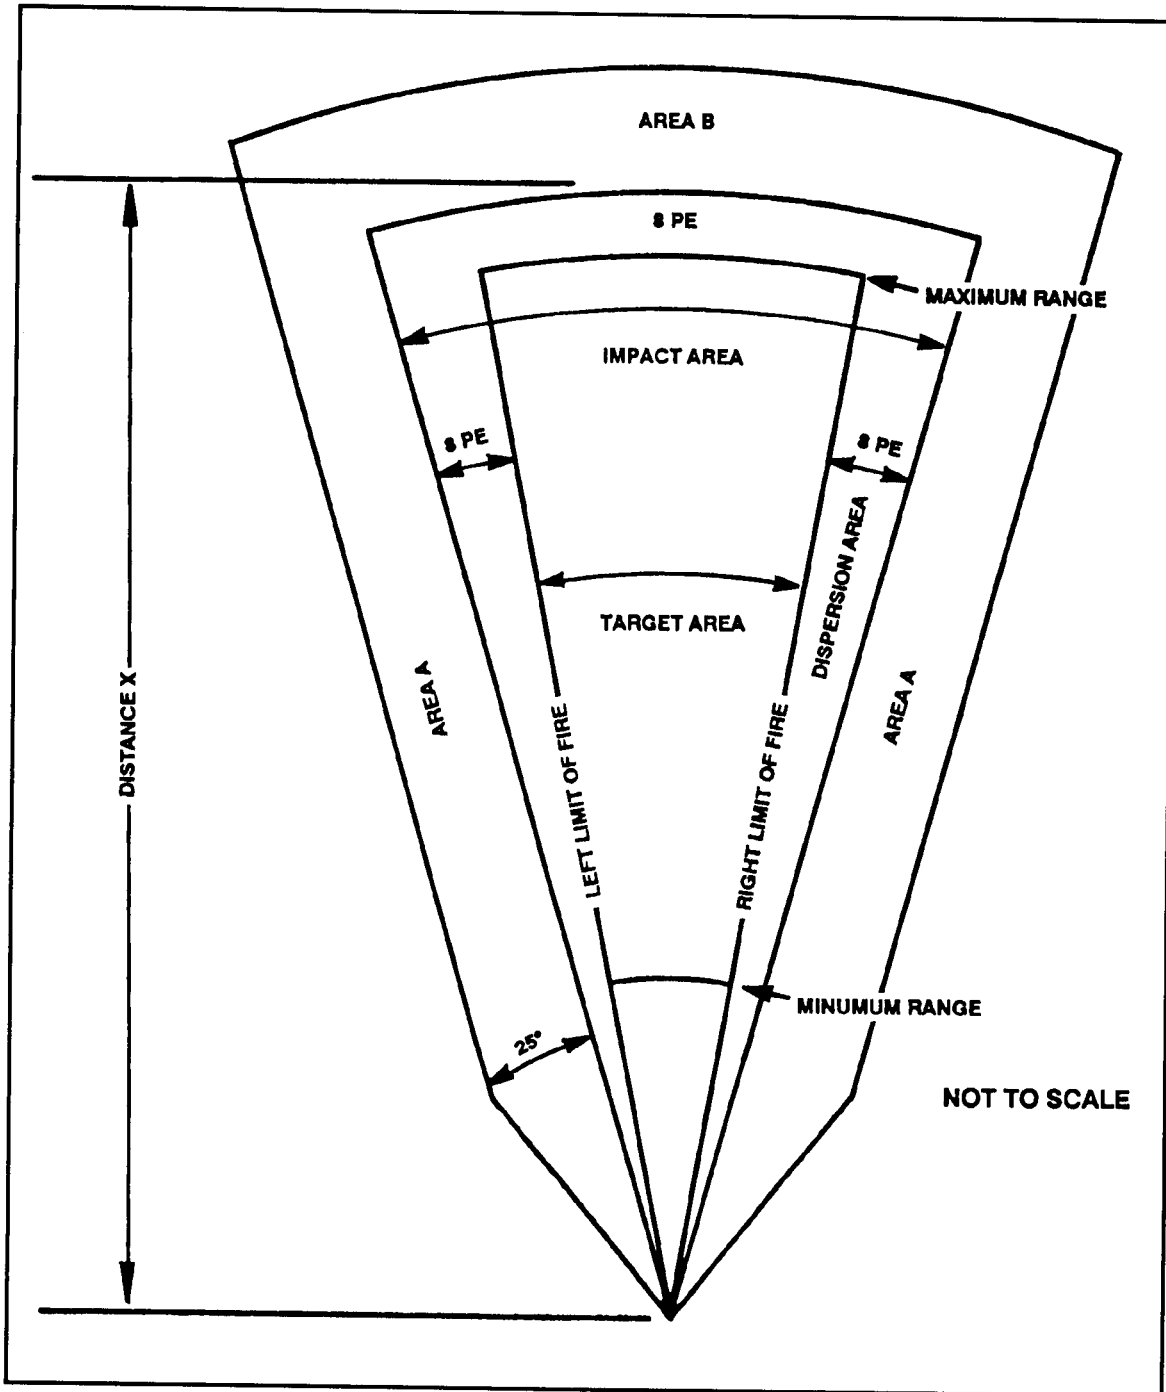 AREA B
8 PE
MAXIMUM RANGE
IMPACT AREA
8 PE
8 PE
DISPERSION AREA
TARGET AREA
AREA A
AREA A
DISTANCE X
LEFT LIMIT OF FIRE
RIGHT LIMIT OF FIRE
MINUMUM RANGE
25°
NOT TO SCALE